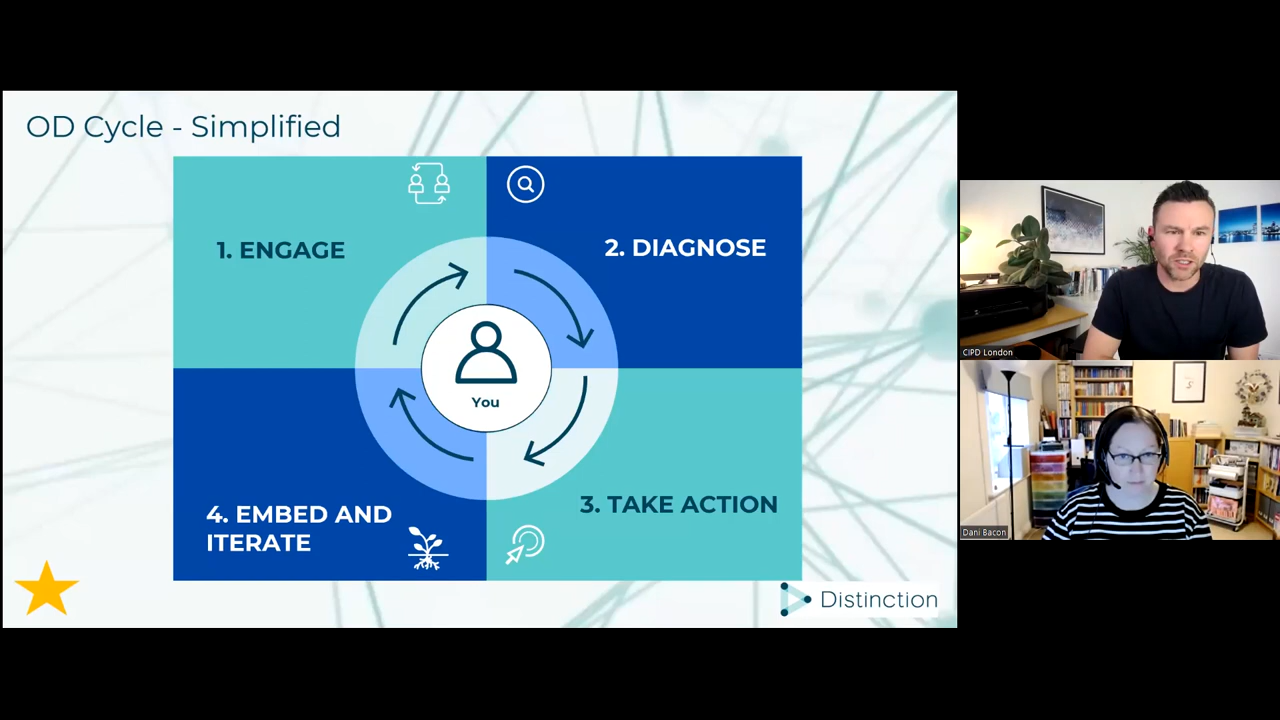 OD Cycle - Simplified
1. ENGAGE
2. DIAGNOSE
You
4. EMBED AND
ITERATE
3. TAKE ACTION
Distinction
CIPD London
Dani Bacon